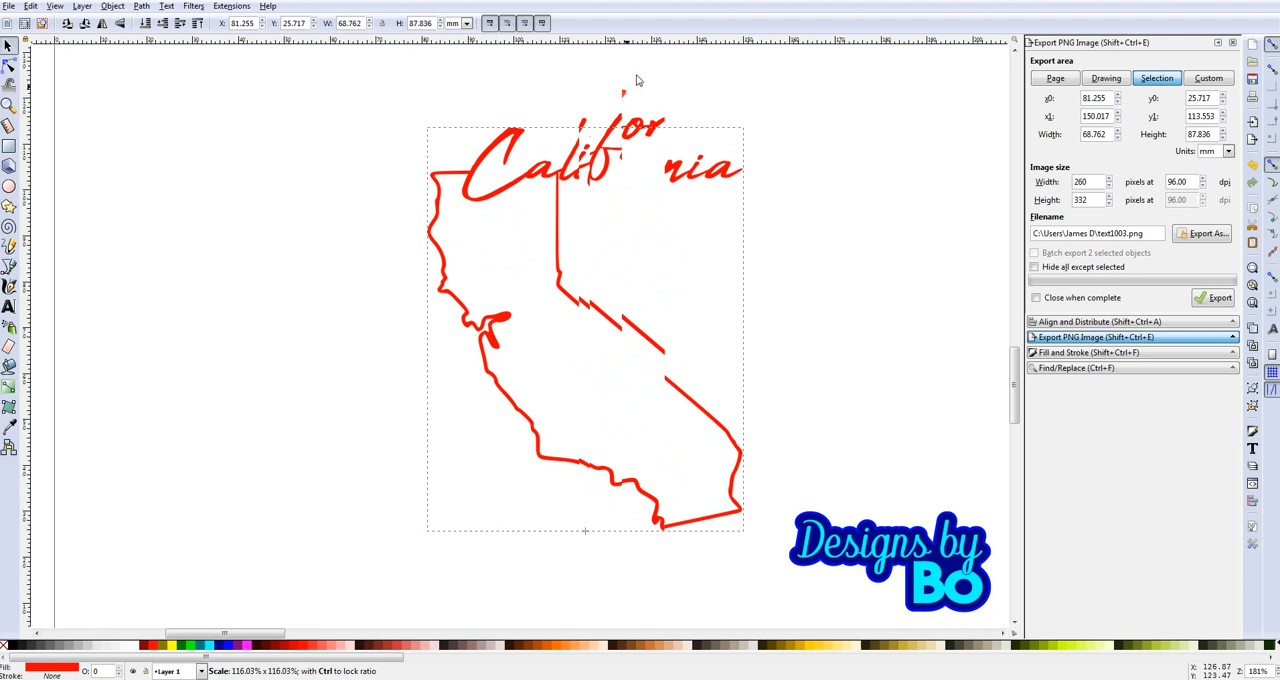 File Edit View Layer Object Path Text Filters Extensions Help
X: 81.255 Y: 25.717 W: 68.762 H: 87.836 mm
Export PNG Image (Shift+Ctrl+E)
Export area
Page Drawing Selection Custom
x0: 81.255 y0: 25.717
x1: 150.017 y1: 113.553
Width: 68.762 Height: 87.836
Units: mm
Image size
Width: 260 pixels at 96.00 dpi
Height: 332 pixels at 96.00 dpi
Filename
C:\Users\James D\text1003.png Export As...
Batch export 2 selected objects
Hide all except selected
Close when complete Export
Align and Distribute (Shift+Ctrl+A)
Export PNG Image (Shift+Ctrl+E)
Fill and Stroke (Shift+Ctrl+F)
Find/Replace (Ctrl+F)
California
Designs by
Bo
Fill:
Stroke: None
O: 0
•Layer 1
Scale: 116.03% x 116.03%; with Ctrl to lock ratio
X: 126.87
Y: 123.47
Z: 181%